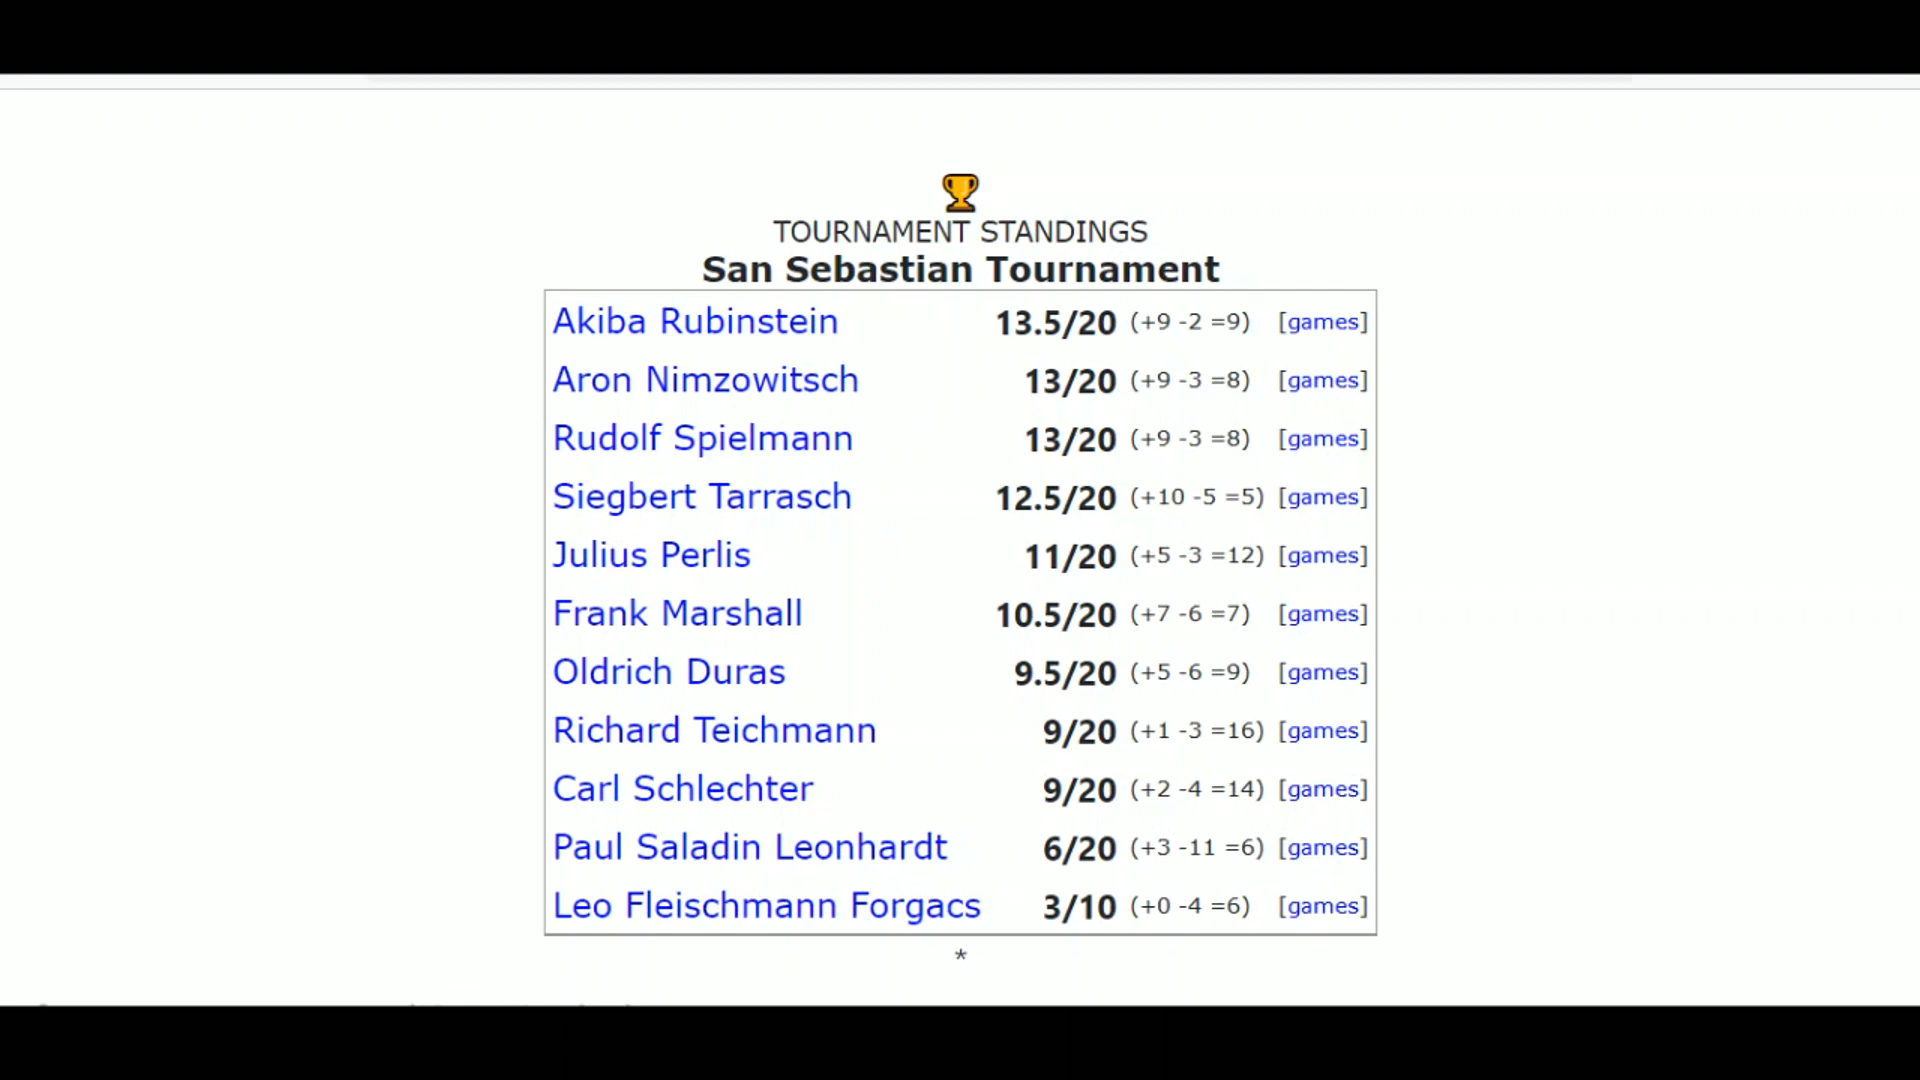 TOURNAMENT STANDINGS
San Sebastian Tournament
Akiba Rubinstein 13.5/20 (+9 -2 =9) [games]
Aron Nimzowitsch 13/20 (+9 -3 =8) [games]
Rudolf Spielmann 13/20 (+9 -3 =8) [games]
Siegbert Tarrasch 12.5/20 (+10 -5 =5) [games]
Julius Perlis 11/20 (+5 -3 =12) [games]
Frank Marshall 10.5/20 (+7 -6 =7) [games]
Oldrich Duras 9.5/20 (+5 -6 =9) [games]
Richard Teichmann 9/20 (+1 -3 =16) [games]
Carl Schlechter 9/20 (+2 -4 =14) [games]
Paul Saladin Leonhardt 6/20 (+3 -11 =6) [games]
Leo Fleischmann Forgacs 3/10 (+0 -4 =6) [games]
*